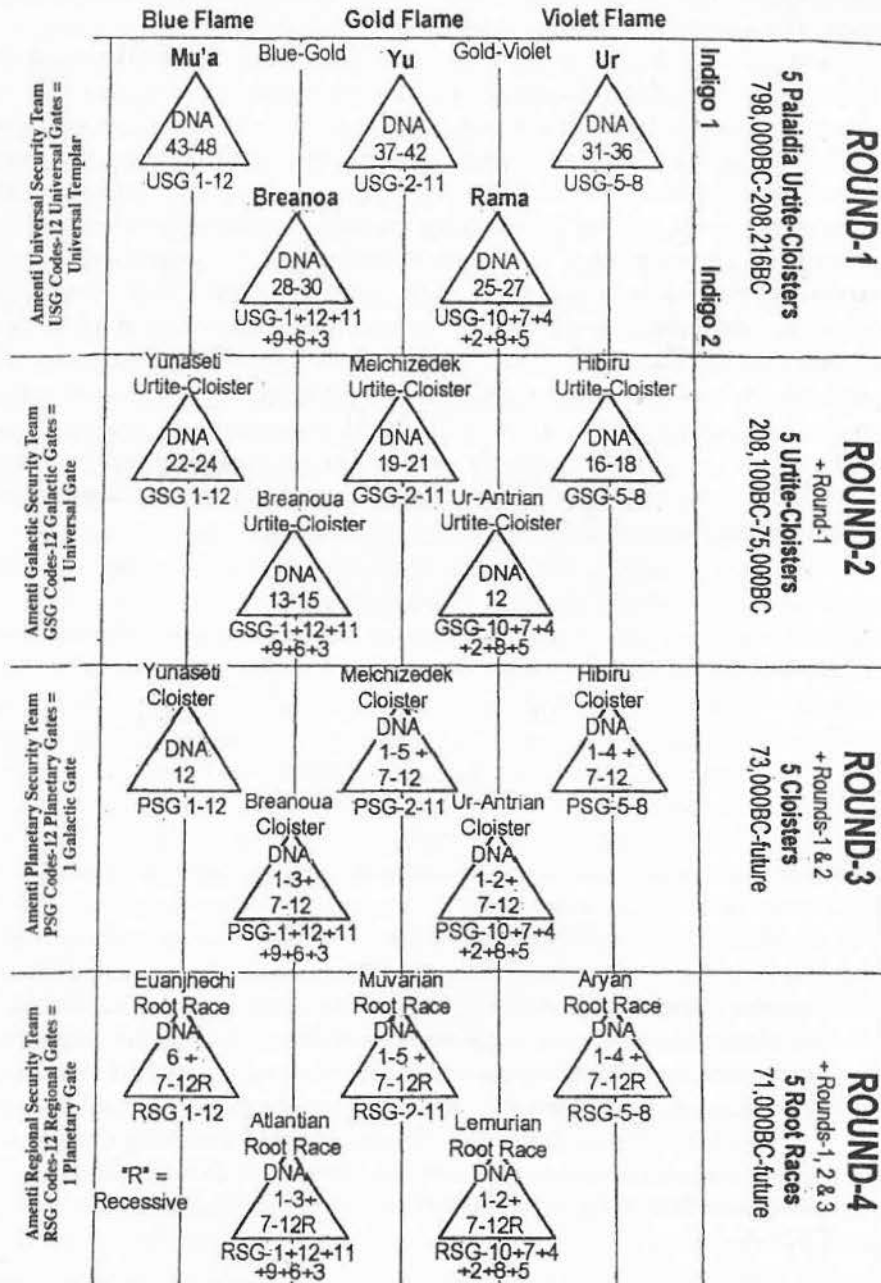 Blue Flame Gold Flame Violet Flame
Mu'a Blue-Gold Yu Gold-Violet Ur
DNA DNA DNA
43-48 37-42 31-36
USG 1-12 USG-2-11 USG-5-8
Breanoa Rama
DNA DNA
28-30 25-27
USG-1+12+11 USG-10+7+4
+9+6+3 +2+8+5
Indigo 1
Indigo 2
Amenti Universal Security Team
USG Codes-12 Universal Gates =
Universal Templar
ROUND-1
5 Palaidia Urtite-Cloisters
798,000BC-208,216BC
Yunaseti Melchizedek Hibiru
Urtite-Cloister Urtite-Cloister Urtite-Cloister
DNA DNA DNA
22-24 19-21 16-18
GSG 1-12 GSG-2-11 GSG-5-8
Breanoua Ur-Antrian
Urtite-Cloister Urtite-Cloister
DNA DNA
13-15 12
GSG-1+12+11 GSG-10+7+4
+9+6+3 +2+8+5
Amenti Galactic Security Team
GSG Codes-12 Galactic Gates =
1 Universal Gate
ROUND-2
+ Round-1
5 Urtite-Cloisters
208,100BC-75,000BC
Yunaseti Melchizedek Hibiru
Cloister Cloister Cloister
DNA DNA DNA
12 1-5 + 1-4 +
7-12 7-12
PSG 1-12 PSG-2-11 PSG-5-8
Breanoua Ur-Antrian
Cloister Cloister
DNA DNA
1-3+ 1-2+
7-12 7-12
PSG-1+12+11 PSG-10+7+4
+9+6+3 +2+8+5
Amenti Planetary Security Team
PSG Codes-12 Planetary Gates =
1 Galactic Gate
ROUND-3
+ Rounds-1 & 2
5 Cloisters
73,000BC-future
Euanjhechi Muvarian Aryan
Root Race Root Race Root Race
DNA DNA DNA
6 + 1-5 + 1-4 +
7-12R 7-12R 7-12R
RSG 1-12 RSG-2-11 RSG-5-8
Atlantian Lemurian
Root Race Root Race
DNA DNA
1-3+ 1-2+
7-12R 7-12R
RSG-1+12+11 RSG-10+7+4
+9+6+3 +2+8+5
"R" =
Recessive
Amenti Regional Security Team
RSG Codes-12 Regional Gates =
1 Planetary Gate
ROUND-4
+ Rounds-1, 2 & 3
5 Root Races
71,000BC-future